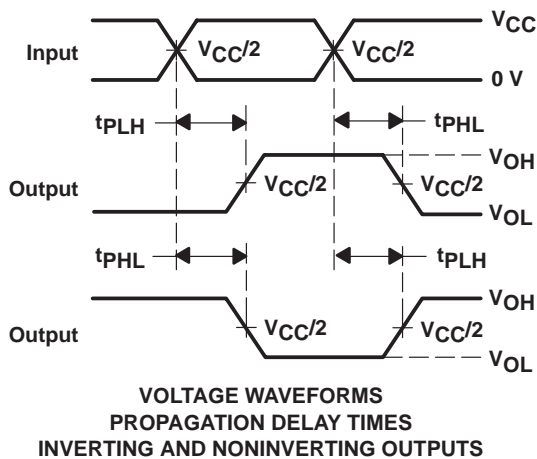 VCC
Input VCC/2 VCC/2
0 V
tPLH tPHL
VOH
Output VCC/2 VCC/2
VOL
tPHL tPLH
VOH
Output VCC/2 VCC/2
VOL
VOLTAGE WAVEFORMS
PROPAGATION DELAY TIMES
INVERTING AND NONINVERTING OUTPUTS